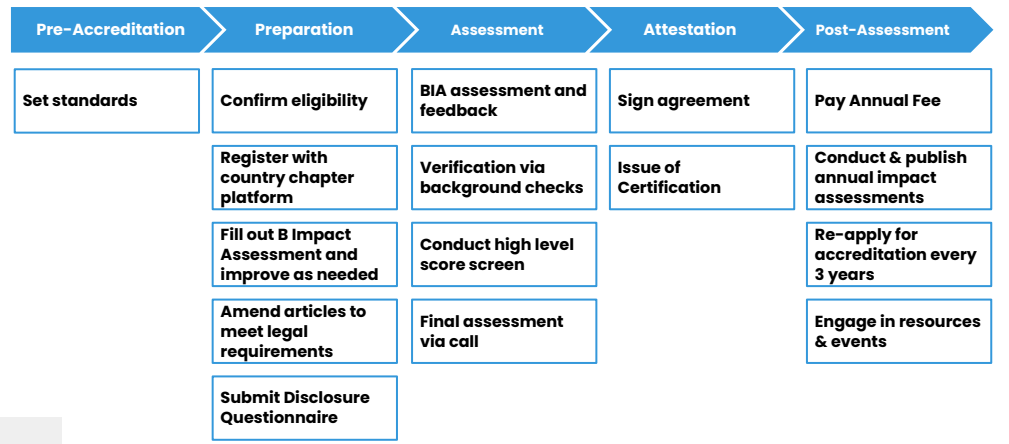 Pre-Accreditation
Preparation
Assessment
Attestation
Post-Assessment
Set standards
Confirm eligibility
Register with
country chapter
platform
Fill out B Impact
Assessment and
improve as needed
Amend articles to
meet legal
requirements
Submit Disclosure
Questionnaire
BIA assessment and
feedback
Verification via
background checks
Conduct high level
score screen
Final assessment
via call
Sign agreement
Issue of
Certification
Pay Annual Fee
Conduct & publish
annual impact
assessments
Re-apply for
accreditation every
3 years
Engage in resources
& events